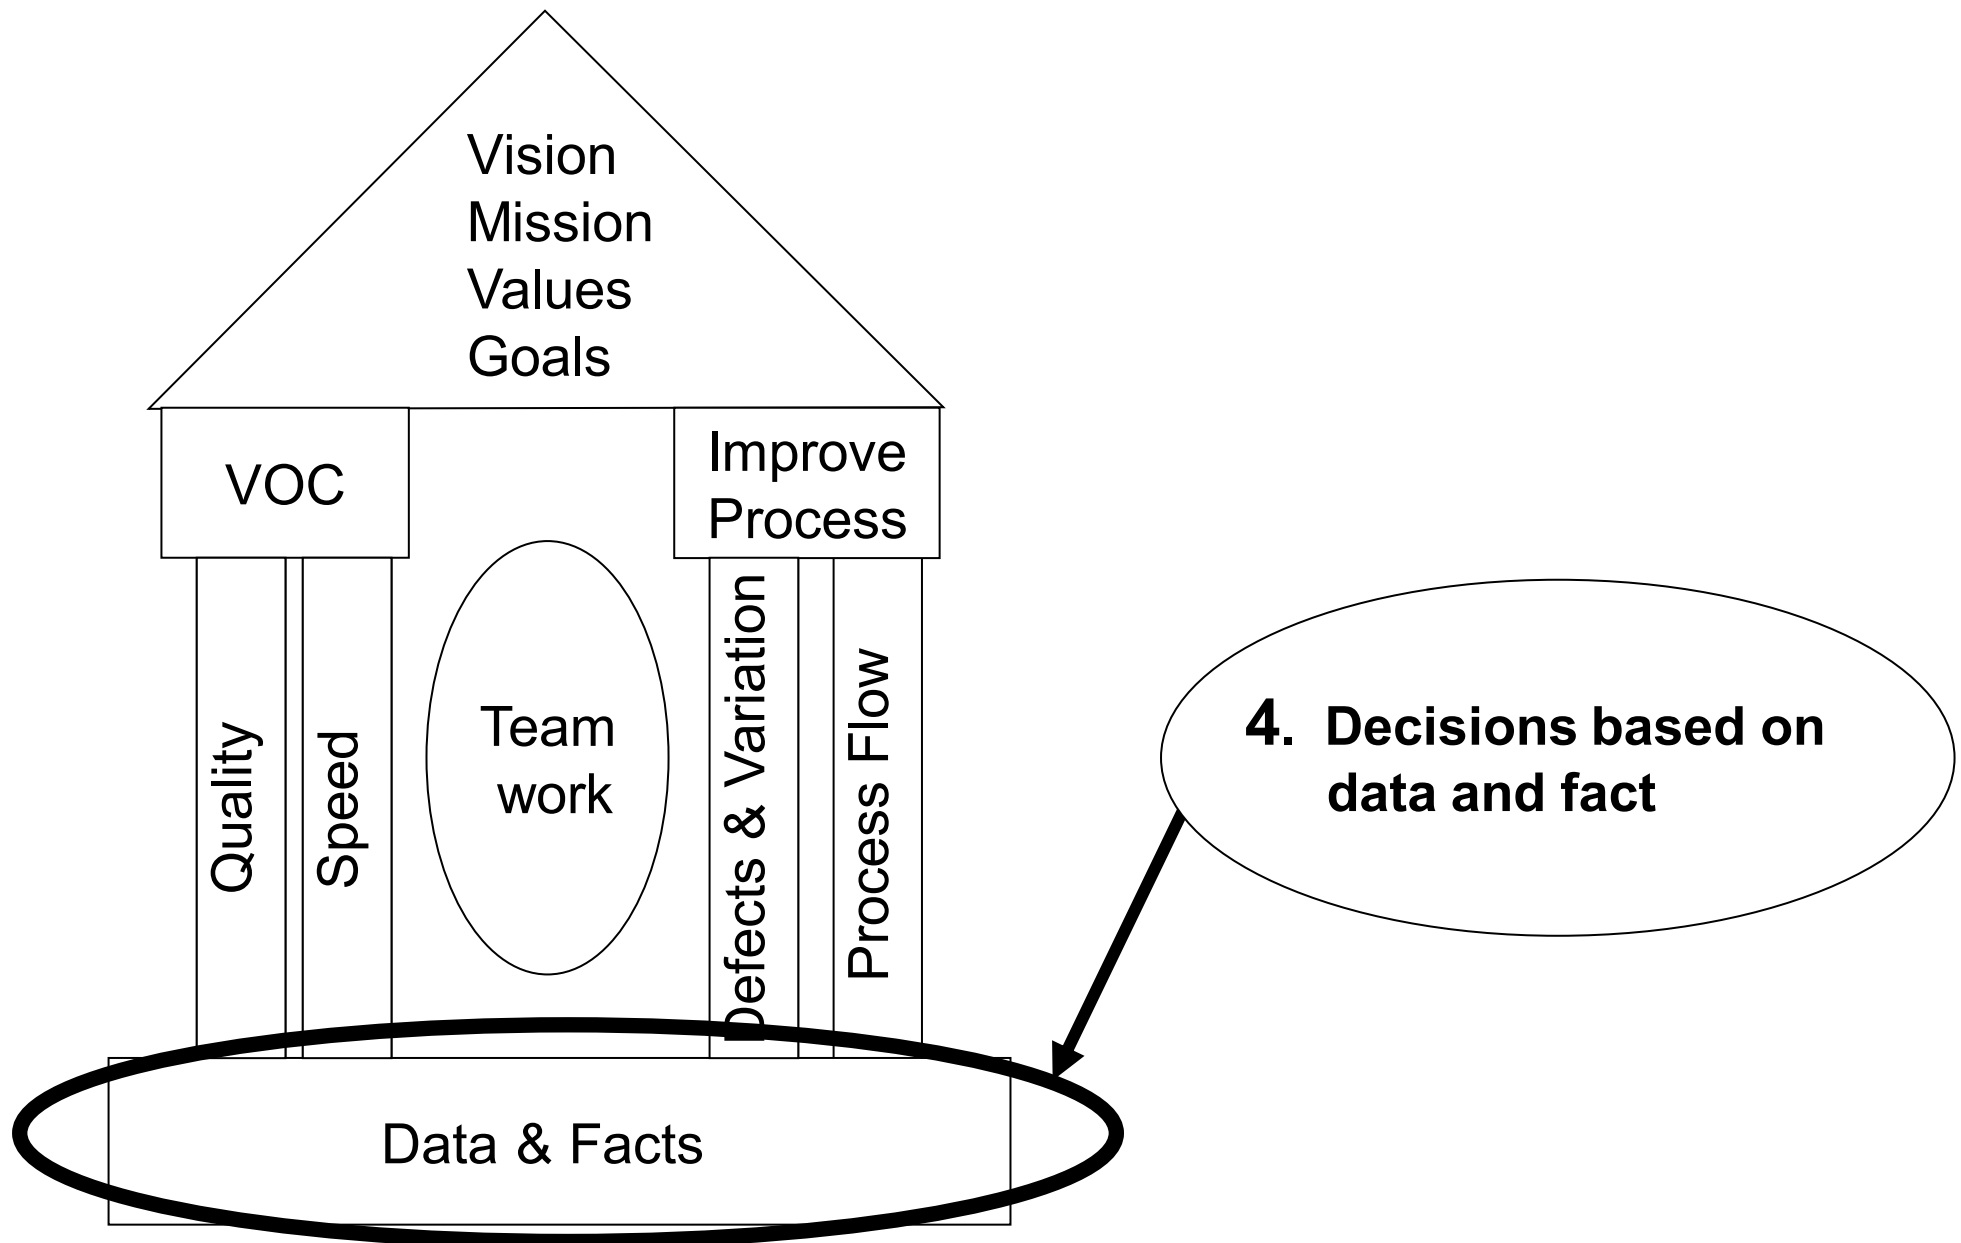 Vision
Mission
Values
Goals
VOC
Improve
Process
Quality
Speed
Team
work
Defects & Variation
Process Flow
4. Decisions based on
data and fact
Data & Facts